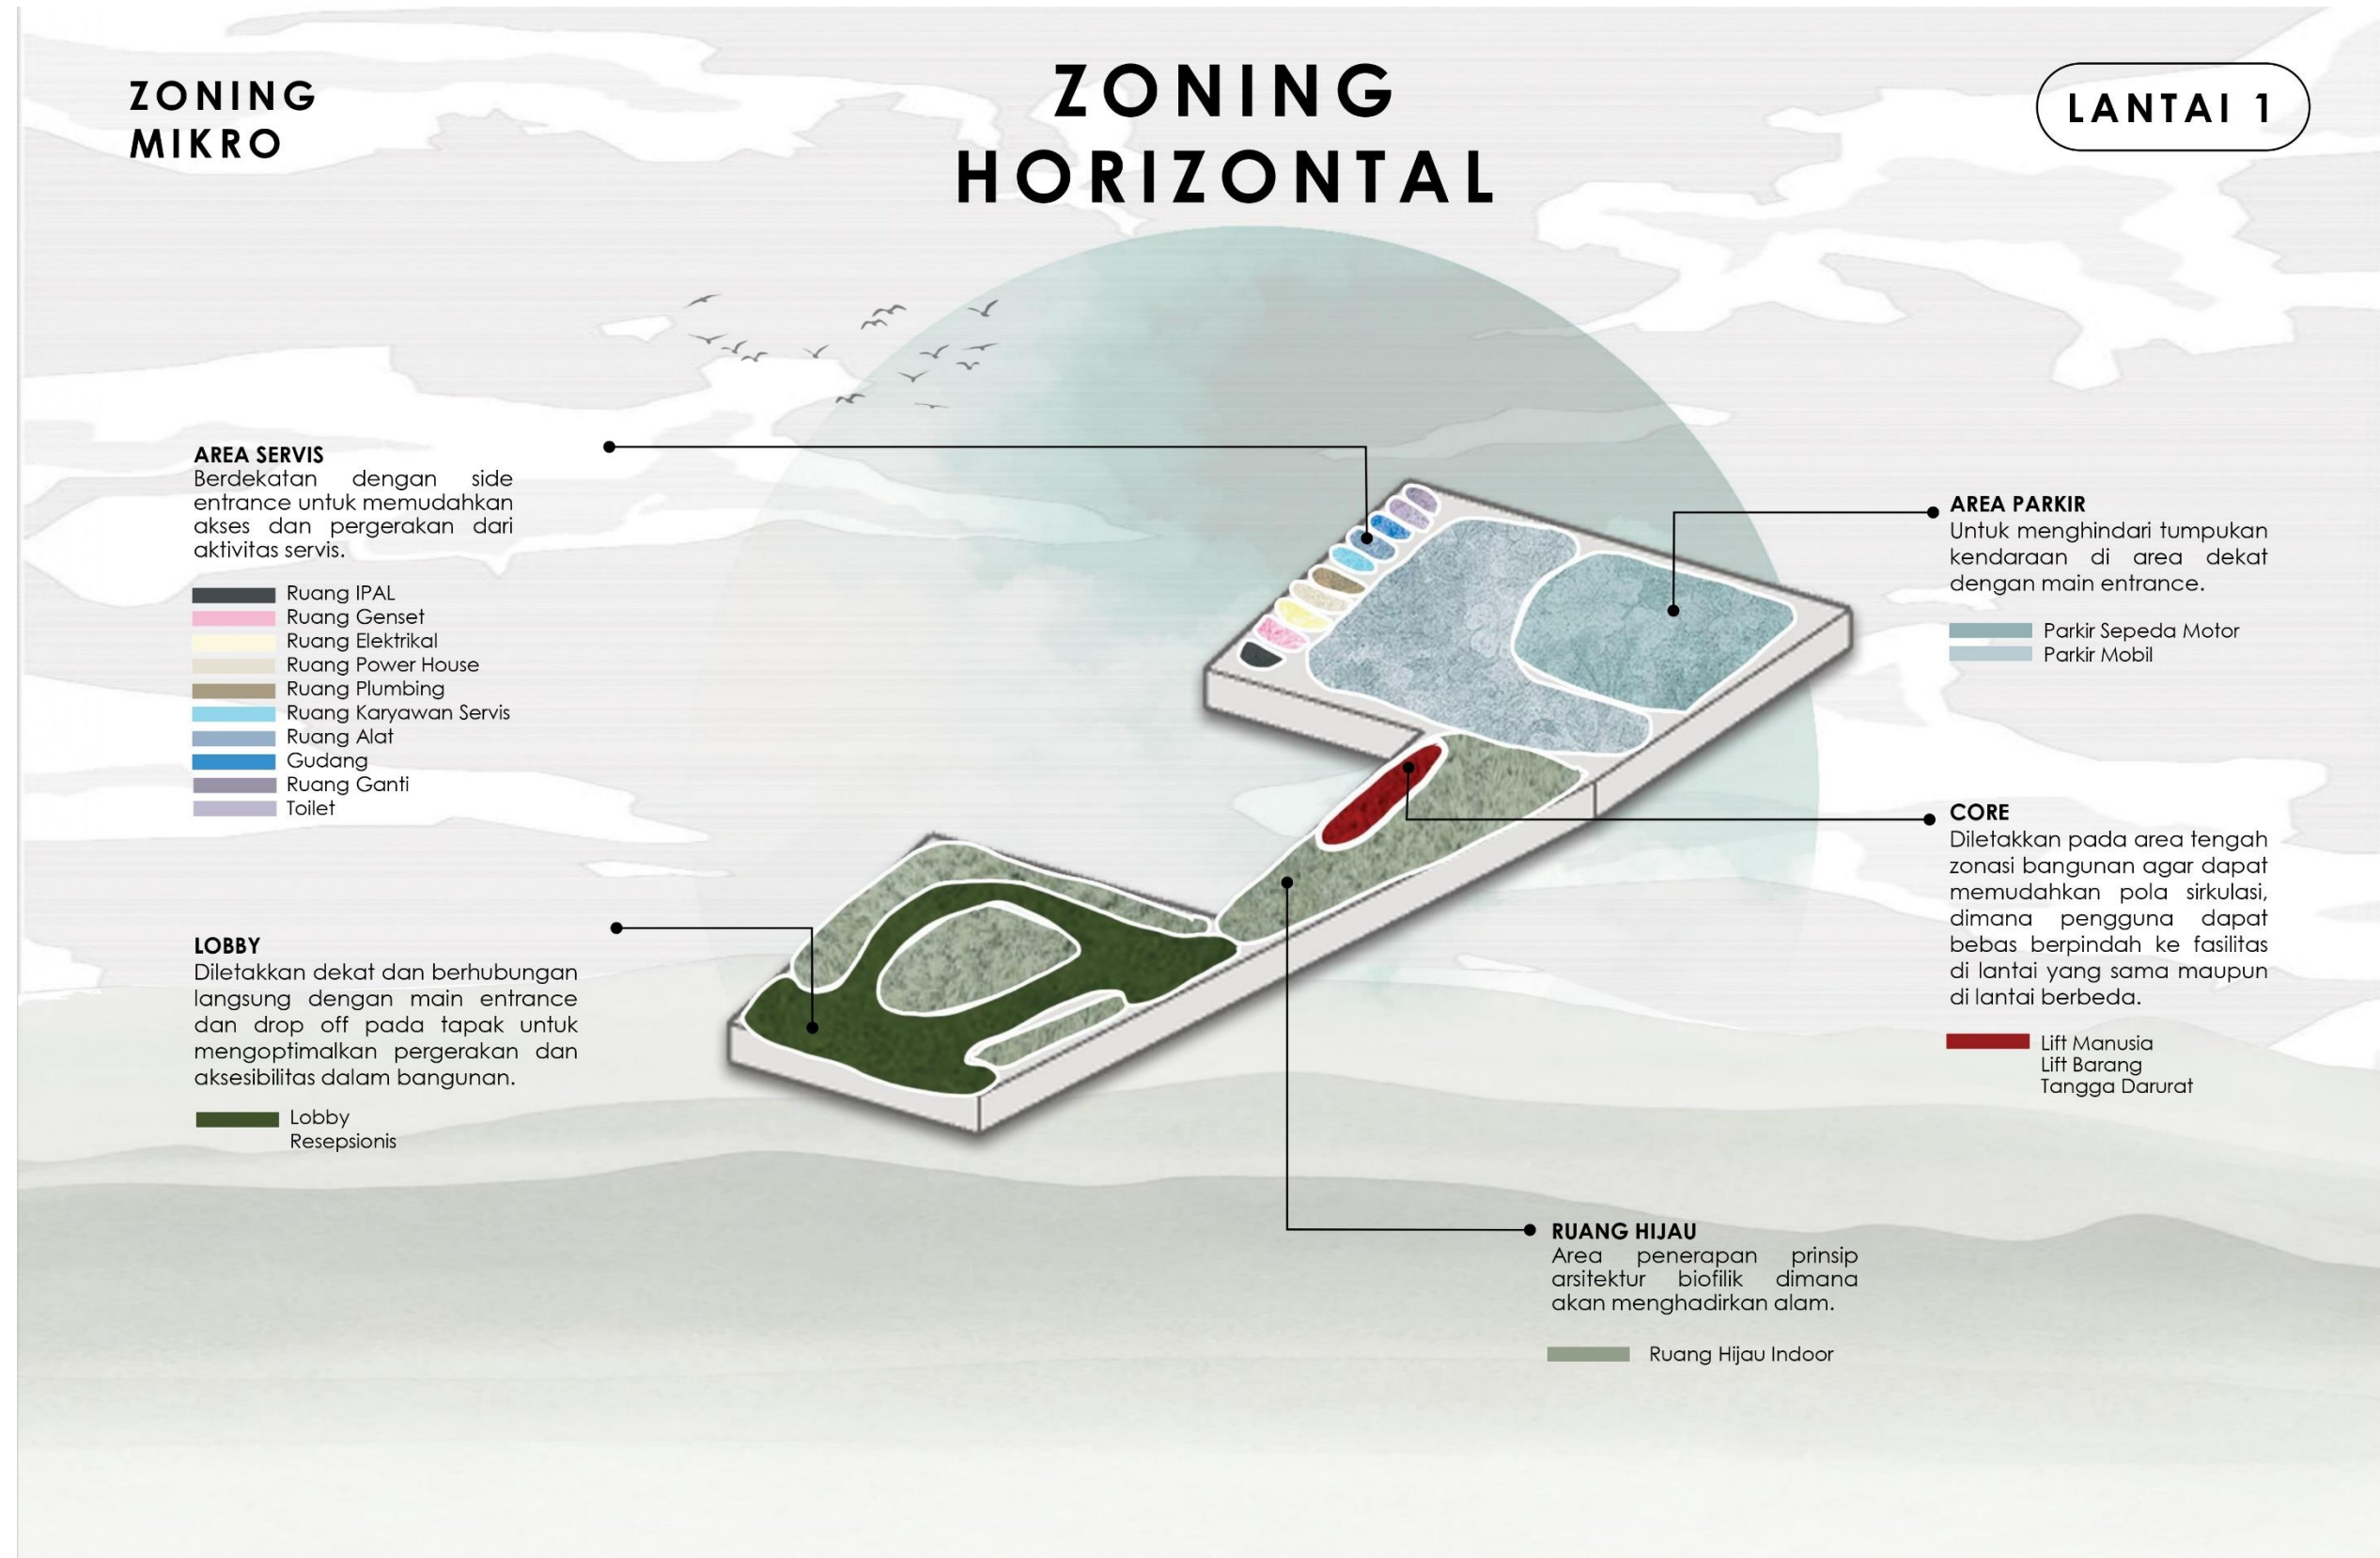 ZONING
MIKRO
ZONING
HORIZONTAL
LANTAI 1
AREA SERVIS
Berdekatan dengan side
entrance untuk memudahkan
akses dan pergerakan dari
aktivitas servis.
Ruang IPAL
Ruang Genset
Ruang Elektrikal
Ruang Power House
Ruang Plumbing
Ruang Karyawan Servis
Ruang Alat
Gudang
Ruang Ganti
Toilet
LOBBY
Diletakkan dekat dan berhubungan
langsung dengan main entrance
dan drop off pada tapak untuk
mengoptimalkan pergerakan dan
aksesibilitas dalam bangunan.
Lobby
Resepsionis
AREA PARKIR
Untuk menghindari tumpukan
kendaraan di area dekat
dengan main entrance.
Parkir Sepeda Motor
Parkir Mobil
CORE
Diletakkan pada area tengah
zonasi bangunan agar dapat
memudahkan pola sirkulasi,
dimana pengguna dapat
bebas berpindah ke fasilitas
di lantai yang sama maupun
di lantai berbeda.
Lift Manusia
Lift Barang
Tangga Darurat
RUANG HIJAU
Area penerapan prinsip
arsitektur biofilik dimana
akan menghadirkan alam.
Ruang Hijau Indoor